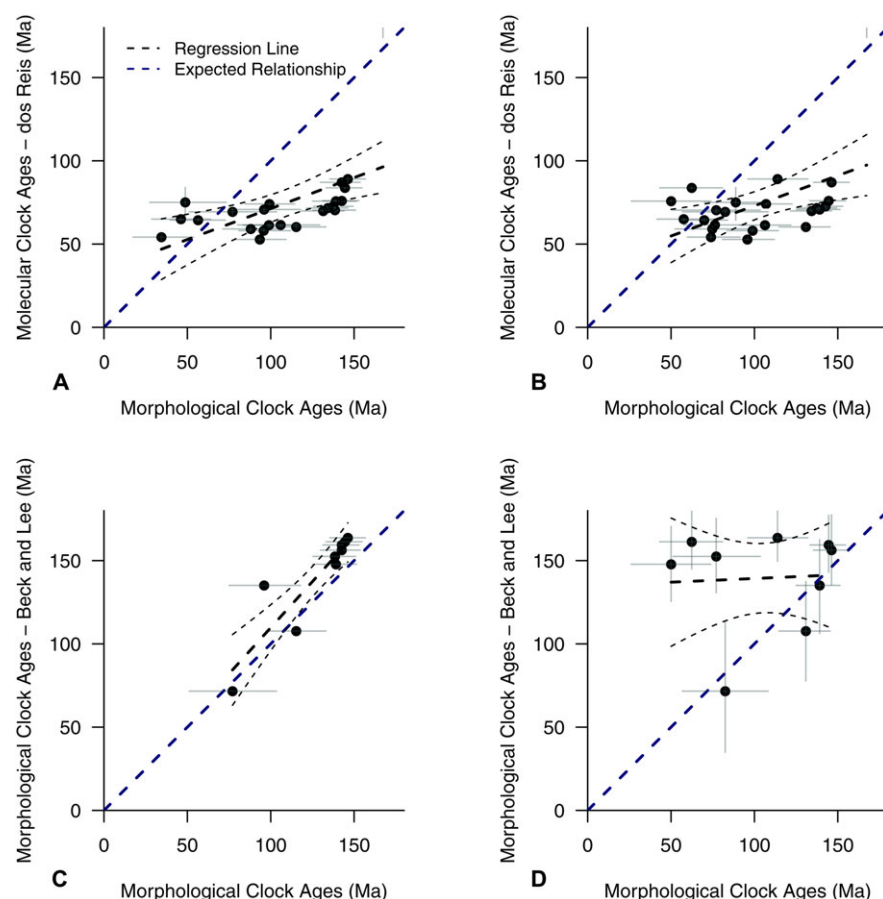 Molecular Clock Ages – dos Reis (Ma)
150
100
50
0
Regression Line
Expected Relationship
0 50 100 150
A
Morphological Clock Ages (Ma)
Molecular Clock Ages – dos Reis (Ma)
150
100
50
0
0 50 100 150
B
Morphological Clock Ages (Ma)
Morphological Clock Ages – Beck and Lee (Ma)
150
100
50
0
0 50 100 150
C
Morphological Clock Ages (Ma)
Morphological Clock Ages – Beck and Lee (Ma)
150
100
50
0
0 50 100 150
D
Morphological Clock Ages (Ma)